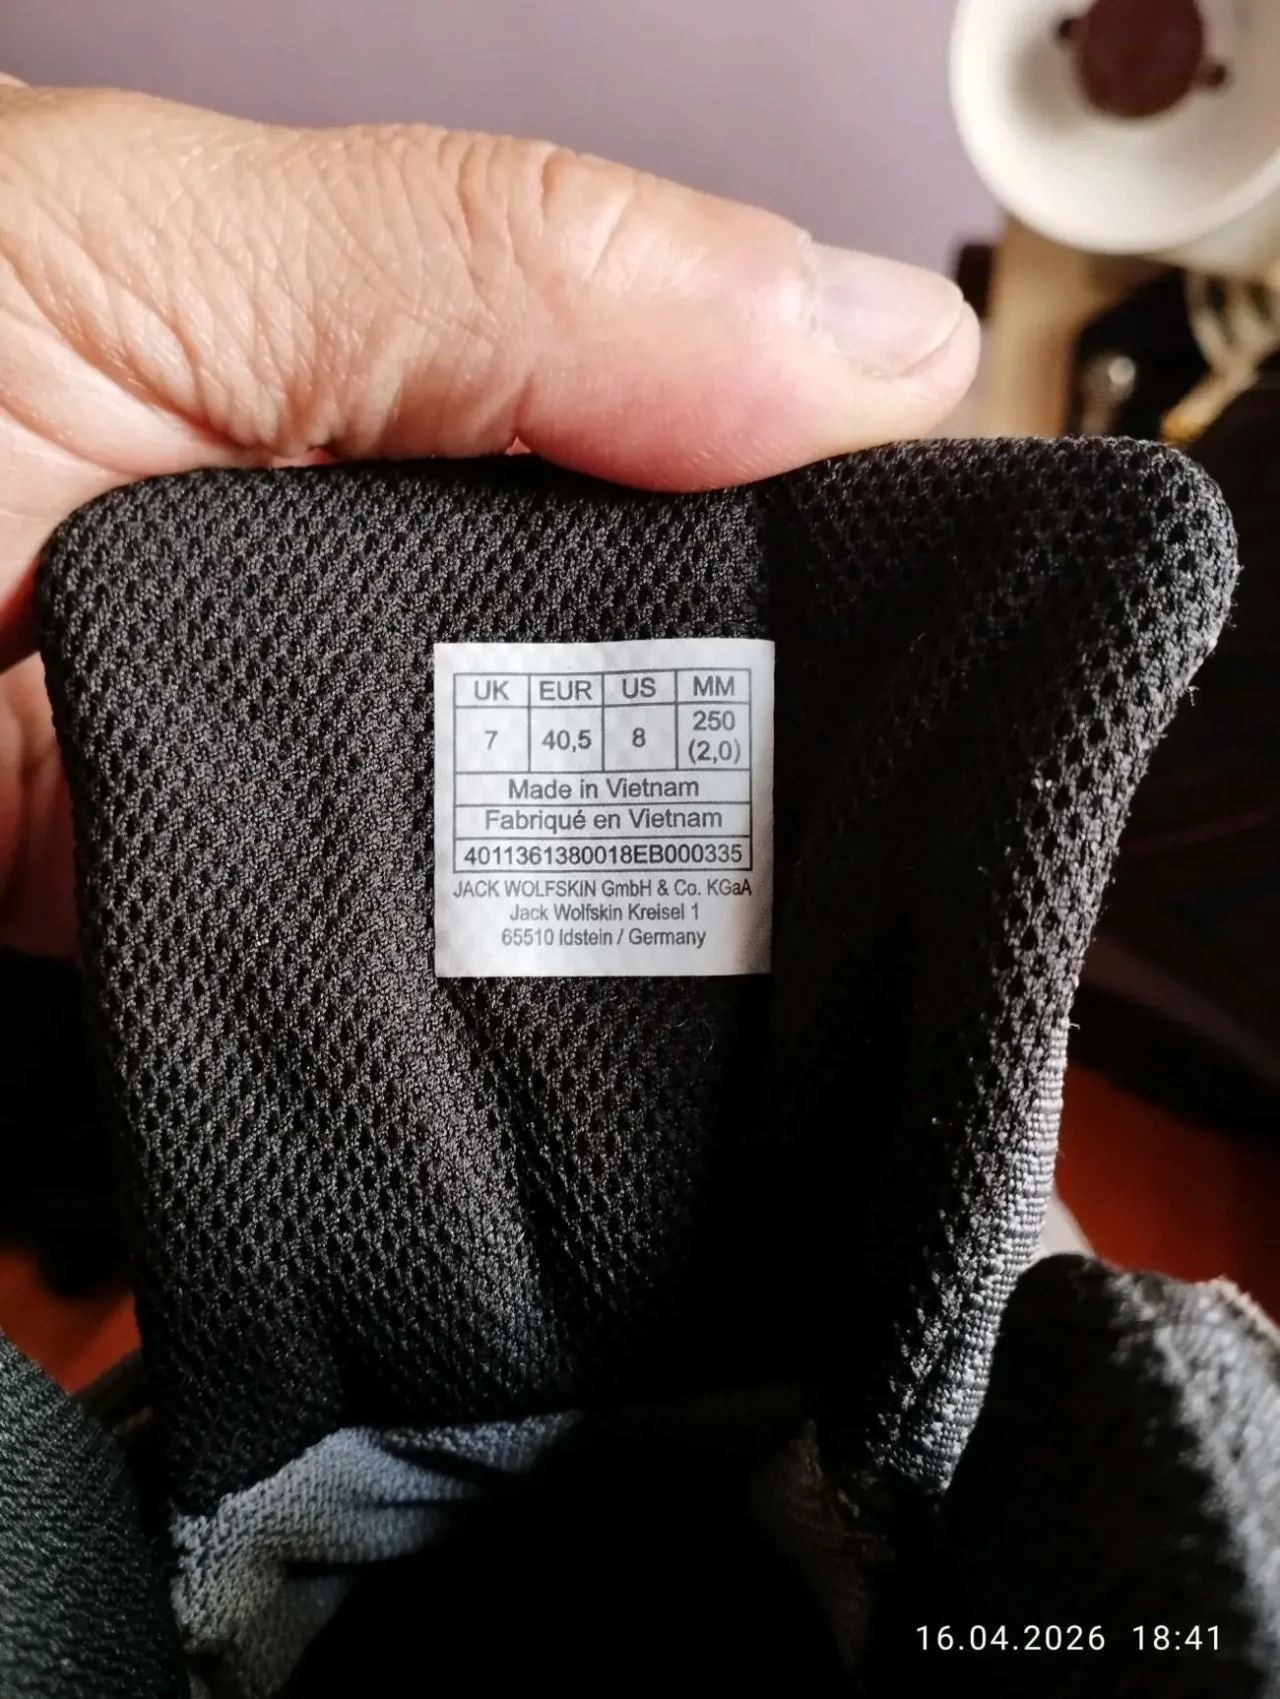 UK EUR US MM
7 40,5 8 250 (2,0)
Made in Vietnam
Fabriqué en Vietnam
4011361380018EB000335
JACK WOLFSKIN GmbH & Co. KGaA
Jack Wolfskin Kreisel 1
65510 Idstein / Germany
16.04.2026 18:41